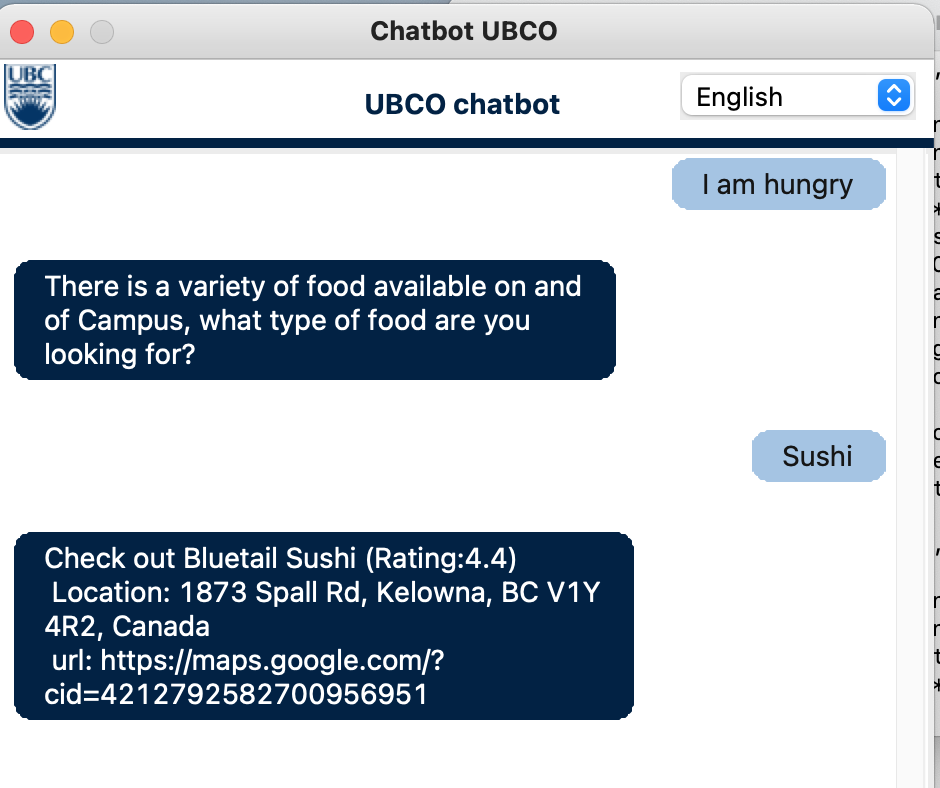 Chatbot UBCO
UBC
UBCO chatbot
English
I am hungry
There is a variety of food available on and
of Campus, what type of food are you
looking for?
Sushi
Check out Bluetail Sushi (Rating:4.4)
Location: 1873 Spall Rd, Kelowna, BC V1Y
4R2, Canada
url: https://maps.google.com/?
cid=4212792582700956951